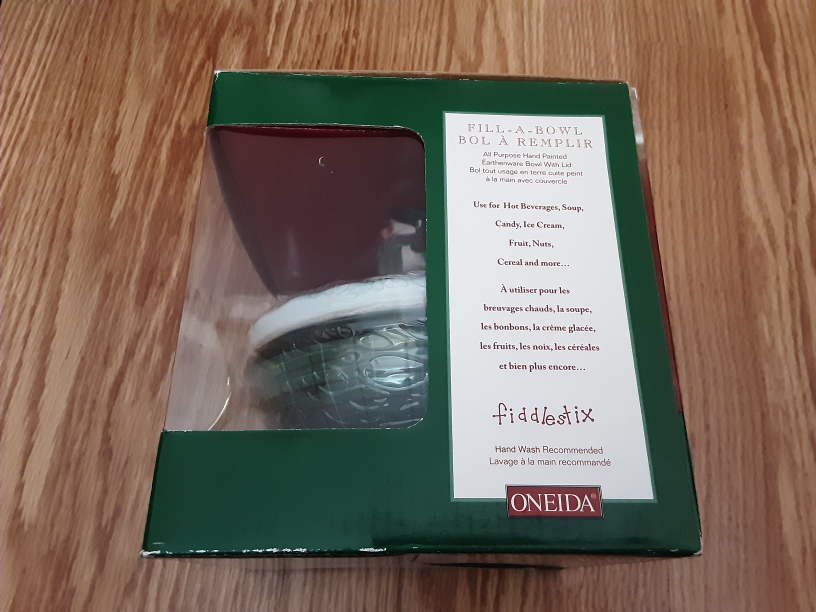 FILL-A-BOWL
BOL À REMPLIR
All Purpose Hand Painted
Earthenware Bowl With Lid
Bol tout usage en terre cuite peint
à la main avec couvercle
Use for Hot Beverages, Soup,
Candy, Ice Cream,
Fruit, Nuts,
Cereal and more...
À utiliser pour les
breuvages chauds, la soupe,
les bonbons, la crème glacée,
les fruits, les noix, les céréales
et bien plus encore...
fiddlestix
Hand Wash Recommended
Lavage à la main recommandé
ONEIDA®